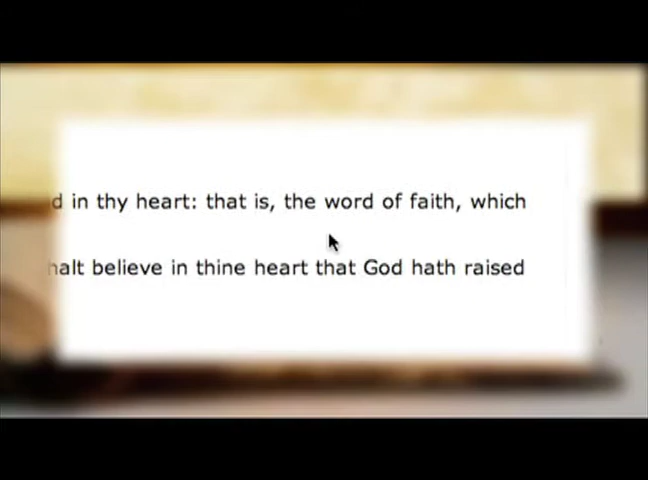 d in thy heart: that is, the word of faith, which
halt believe in thine heart that God hath raised